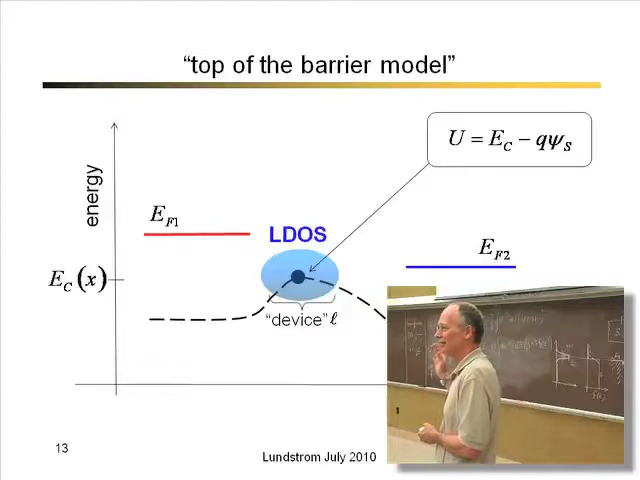 “top of the barrier model”
U = E_C − qψ_S
energy
E_F1
LDOS
E_F2
E_C(x)
“device” ℓ
13
Lundstrom July 2010